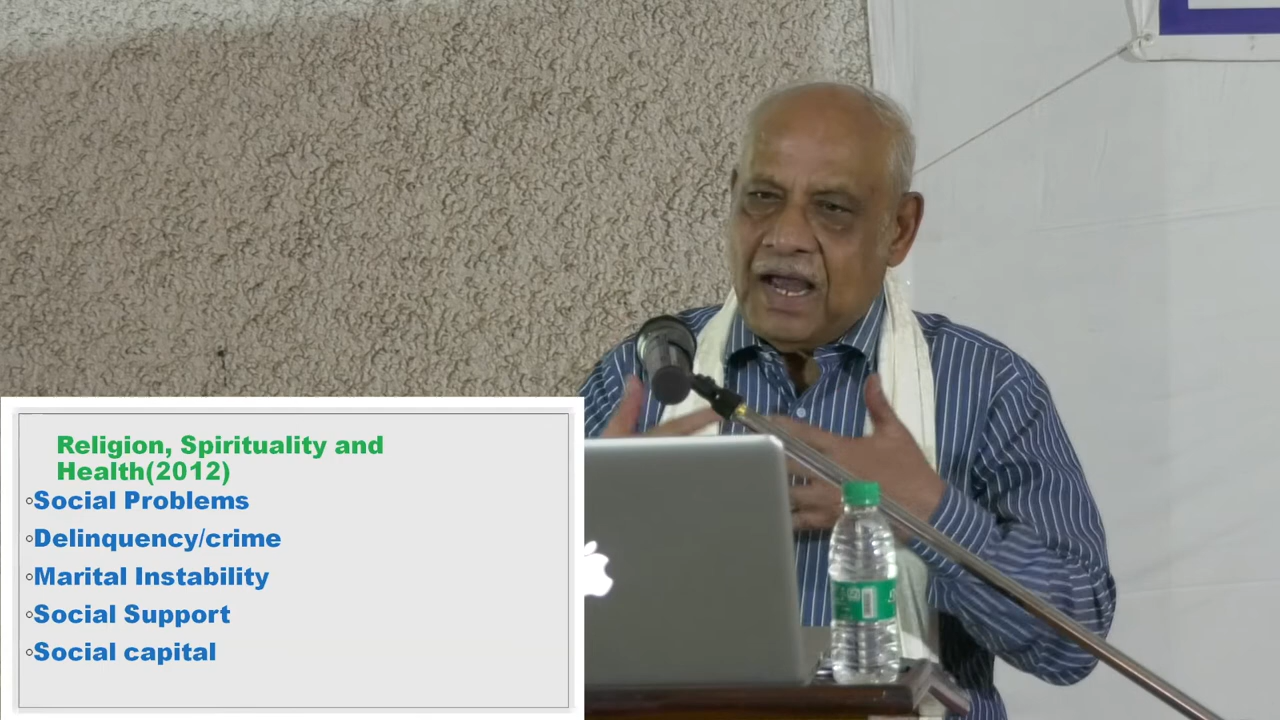 Religion, Spirituality and
Health(2012)
◦Social Problems
◦Delinquency/crime
◦Marital Instability
◦Social Support
◦Social capital